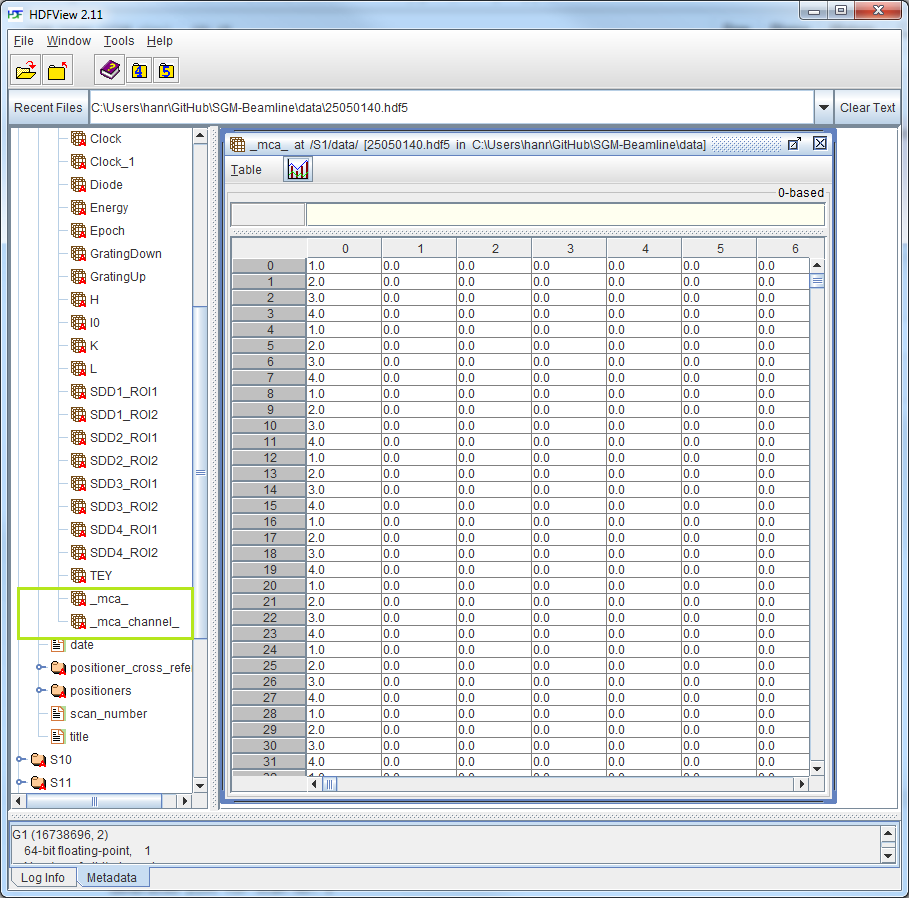 HDFView 2.11
File Window Tools Help
4 5
Recent Files C:\Users\hanr\GitHub\SGM-Beamline\data\25050140.hdf5 Clear Text
Clock
Clock_1
Diode
Energy
Epoch
GratingDown
GratingUp
H
I0
K
L
SDD1_ROI1
SDD1_ROI2
SDD2_ROI1
SDD2_ROI2
SDD3_ROI1
SDD3_ROI2
SDD4_ROI1
SDD4_ROI2
TEY
_mca_
_mca_channel_
date
positioner_cross_refe
positioners
scan_number
title
S10
S11
_mca_ at /S1/data/ [25050140.hdf5 in C:\Users\hanr\GitHub\SGM-Beamline\data]
Table
0-based
0 1 2 3 4 5 6
0 1.0 0.0 0.0 0.0 0.0 0.0 0.0
1 2.0 0.0 0.0 0.0 0.0 0.0 0.0
2 3.0 0.0 0.0 0.0 0.0 0.0 0.0
3 4.0 0.0 0.0 0.0 0.0 0.0 0.0
4 1.0 0.0 0.0 0.0 0.0 0.0 0.0
5 2.0 0.0 0.0 0.0 0.0 0.0 0.0
6 3.0 0.0 0.0 0.0 0.0 0.0 0.0
7 4.0 0.0 0.0 0.0 0.0 0.0 0.0
8 1.0 0.0 0.0 0.0 0.0 0.0 0.0
9 2.0 0.0 0.0 0.0 0.0 0.0 0.0
10 3.0 0.0 0.0 0.0 0.0 0.0 0.0
11 4.0 0.0 0.0 0.0 0.0 0.0 0.0
12 1.0 0.0 0.0 0.0 0.0 0.0 0.0
13 2.0 0.0 0.0 0.0 0.0 0.0 0.0
14 3.0 0.0 0.0 0.0 0.0 0.0 0.0
15 4.0 0.0 0.0 0.0 0.0 0.0 0.0
16 1.0 0.0 0.0 0.0 0.0 0.0 0.0
17 2.0 0.0 0.0 0.0 0.0 0.0 0.0
18 3.0 0.0 0.0 0.0 0.0 0.0 0.0
19 4.0 0.0 0.0 0.0 0.0 0.0 0.0
20 1.0 0.0 0.0 0.0 0.0 0.0 0.0
21 2.0 0.0 0.0 0.0 0.0 0.0 0.0
22 3.0 0.0 0.0 0.0 0.0 0.0 0.0
23 4.0 0.0 0.0 0.0 0.0 0.0 0.0
24 1.0 0.0 0.0 0.0 0.0 0.0 0.0
25 2.0 0.0 0.0 0.0 0.0 0.0 0.0
26 3.0 0.0 0.0 0.0 0.0 0.0 0.0
27 4.0 0.0 0.0 0.0 0.0 0.0 0.0
28 1.0 0.0 0.0 0.0 0.0 0.0 0.0
29 2.0 0.0 0.0 0.0 0.0 0.0 0.0
30 3.0 0.0 0.0 0.0 0.0 0.0 0.0
31 4.0 0.0 0.0 0.0 0.0 0.0 0.0
G1 (16738696, 2)
64-bit floating-point, 1
Log Info Metadata